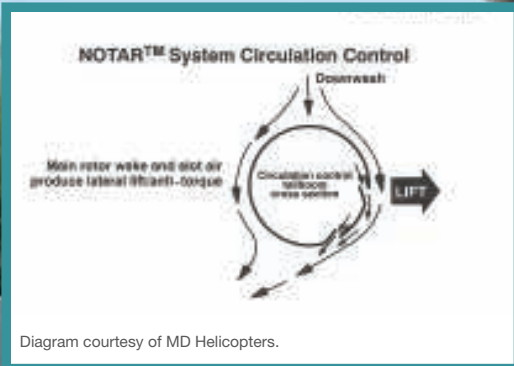 NOTAR™ System Circulation Control
Downwash
Main rotor wake and slot air
produce lateral lift/anti-torque
Circulation control
tailboom
cross section
LIFT
Diagram courtesy of MD Helicopters.